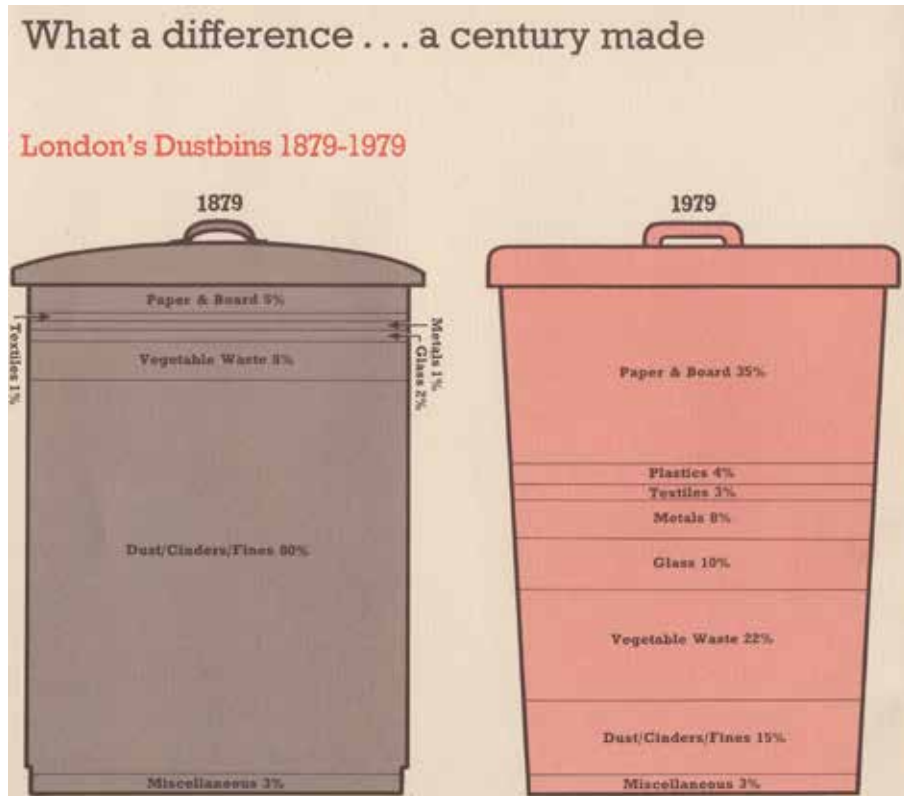 What a difference . . . a century made
London's Dustbins 1879-1979
1879
Paper & Board 5%
Textiles 1%
Metals 1%
Glass 2%
Vegetable Waste 8%
Dust/Cinders/Fines 80%
Miscellaneous 3%
1979
Paper & Board 35%
Plastics 4%
Textiles 3%
Metals 8%
Glass 10%
Vegetable Waste 22%
Dust/Cinders/Fines 15%
Miscellaneous 3%